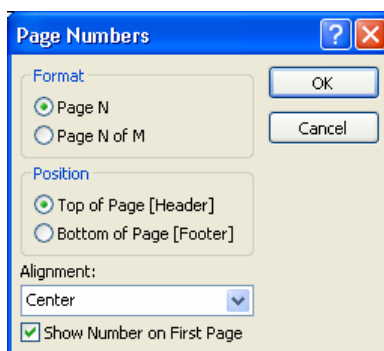 Page Numbers
Format
Page N
Page N of M
OK
Cancel
Position
Top of Page [Header]
Bottom of Page [Footer]
Alignment:
Center
Show Number on First Page